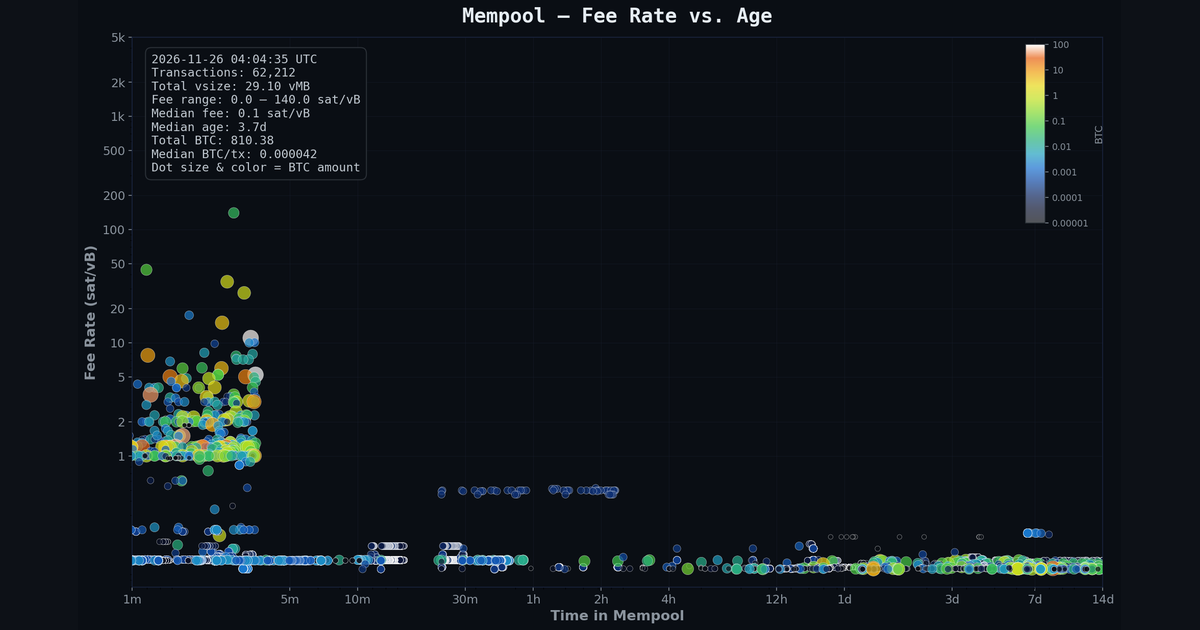 Mempool — Fee Rate vs. Age
2026-11-26 04:04:35 UTC
Transactions: 62,212
Total vsize: 29.10 vMB
Fee range: 0.0 — 140.0 sat/vB
Median fee: 0.1 sat/vB
Median age: 3.7d
Total BTC: 810.38
Median BTC/tx: 0.000042
Dot size & color = BTC amount
100
10
1
0.1
0.01
0.001
0.0001
0.00001
BTC
5k
2k
1k
500
200
100
50
20
10
5
2
1
Fee Rate (sat/vB)
1m 5m 10m 30m 1h 2h 4h 12h 1d 3d 7d 14d
Time in Mempool